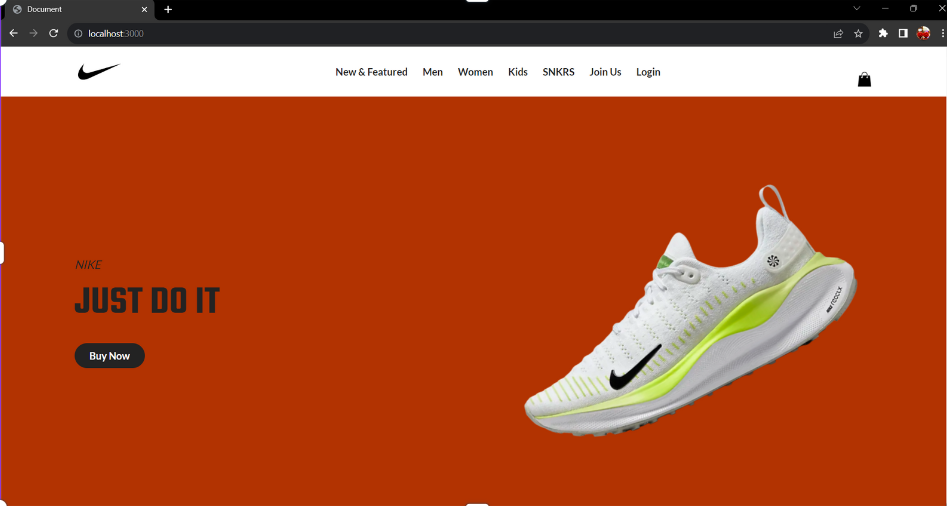 Document
localhost:3000
New & Featured Men Women Kids SNKRS Join Us Login
NIKE
JUST DO IT
Buy Now